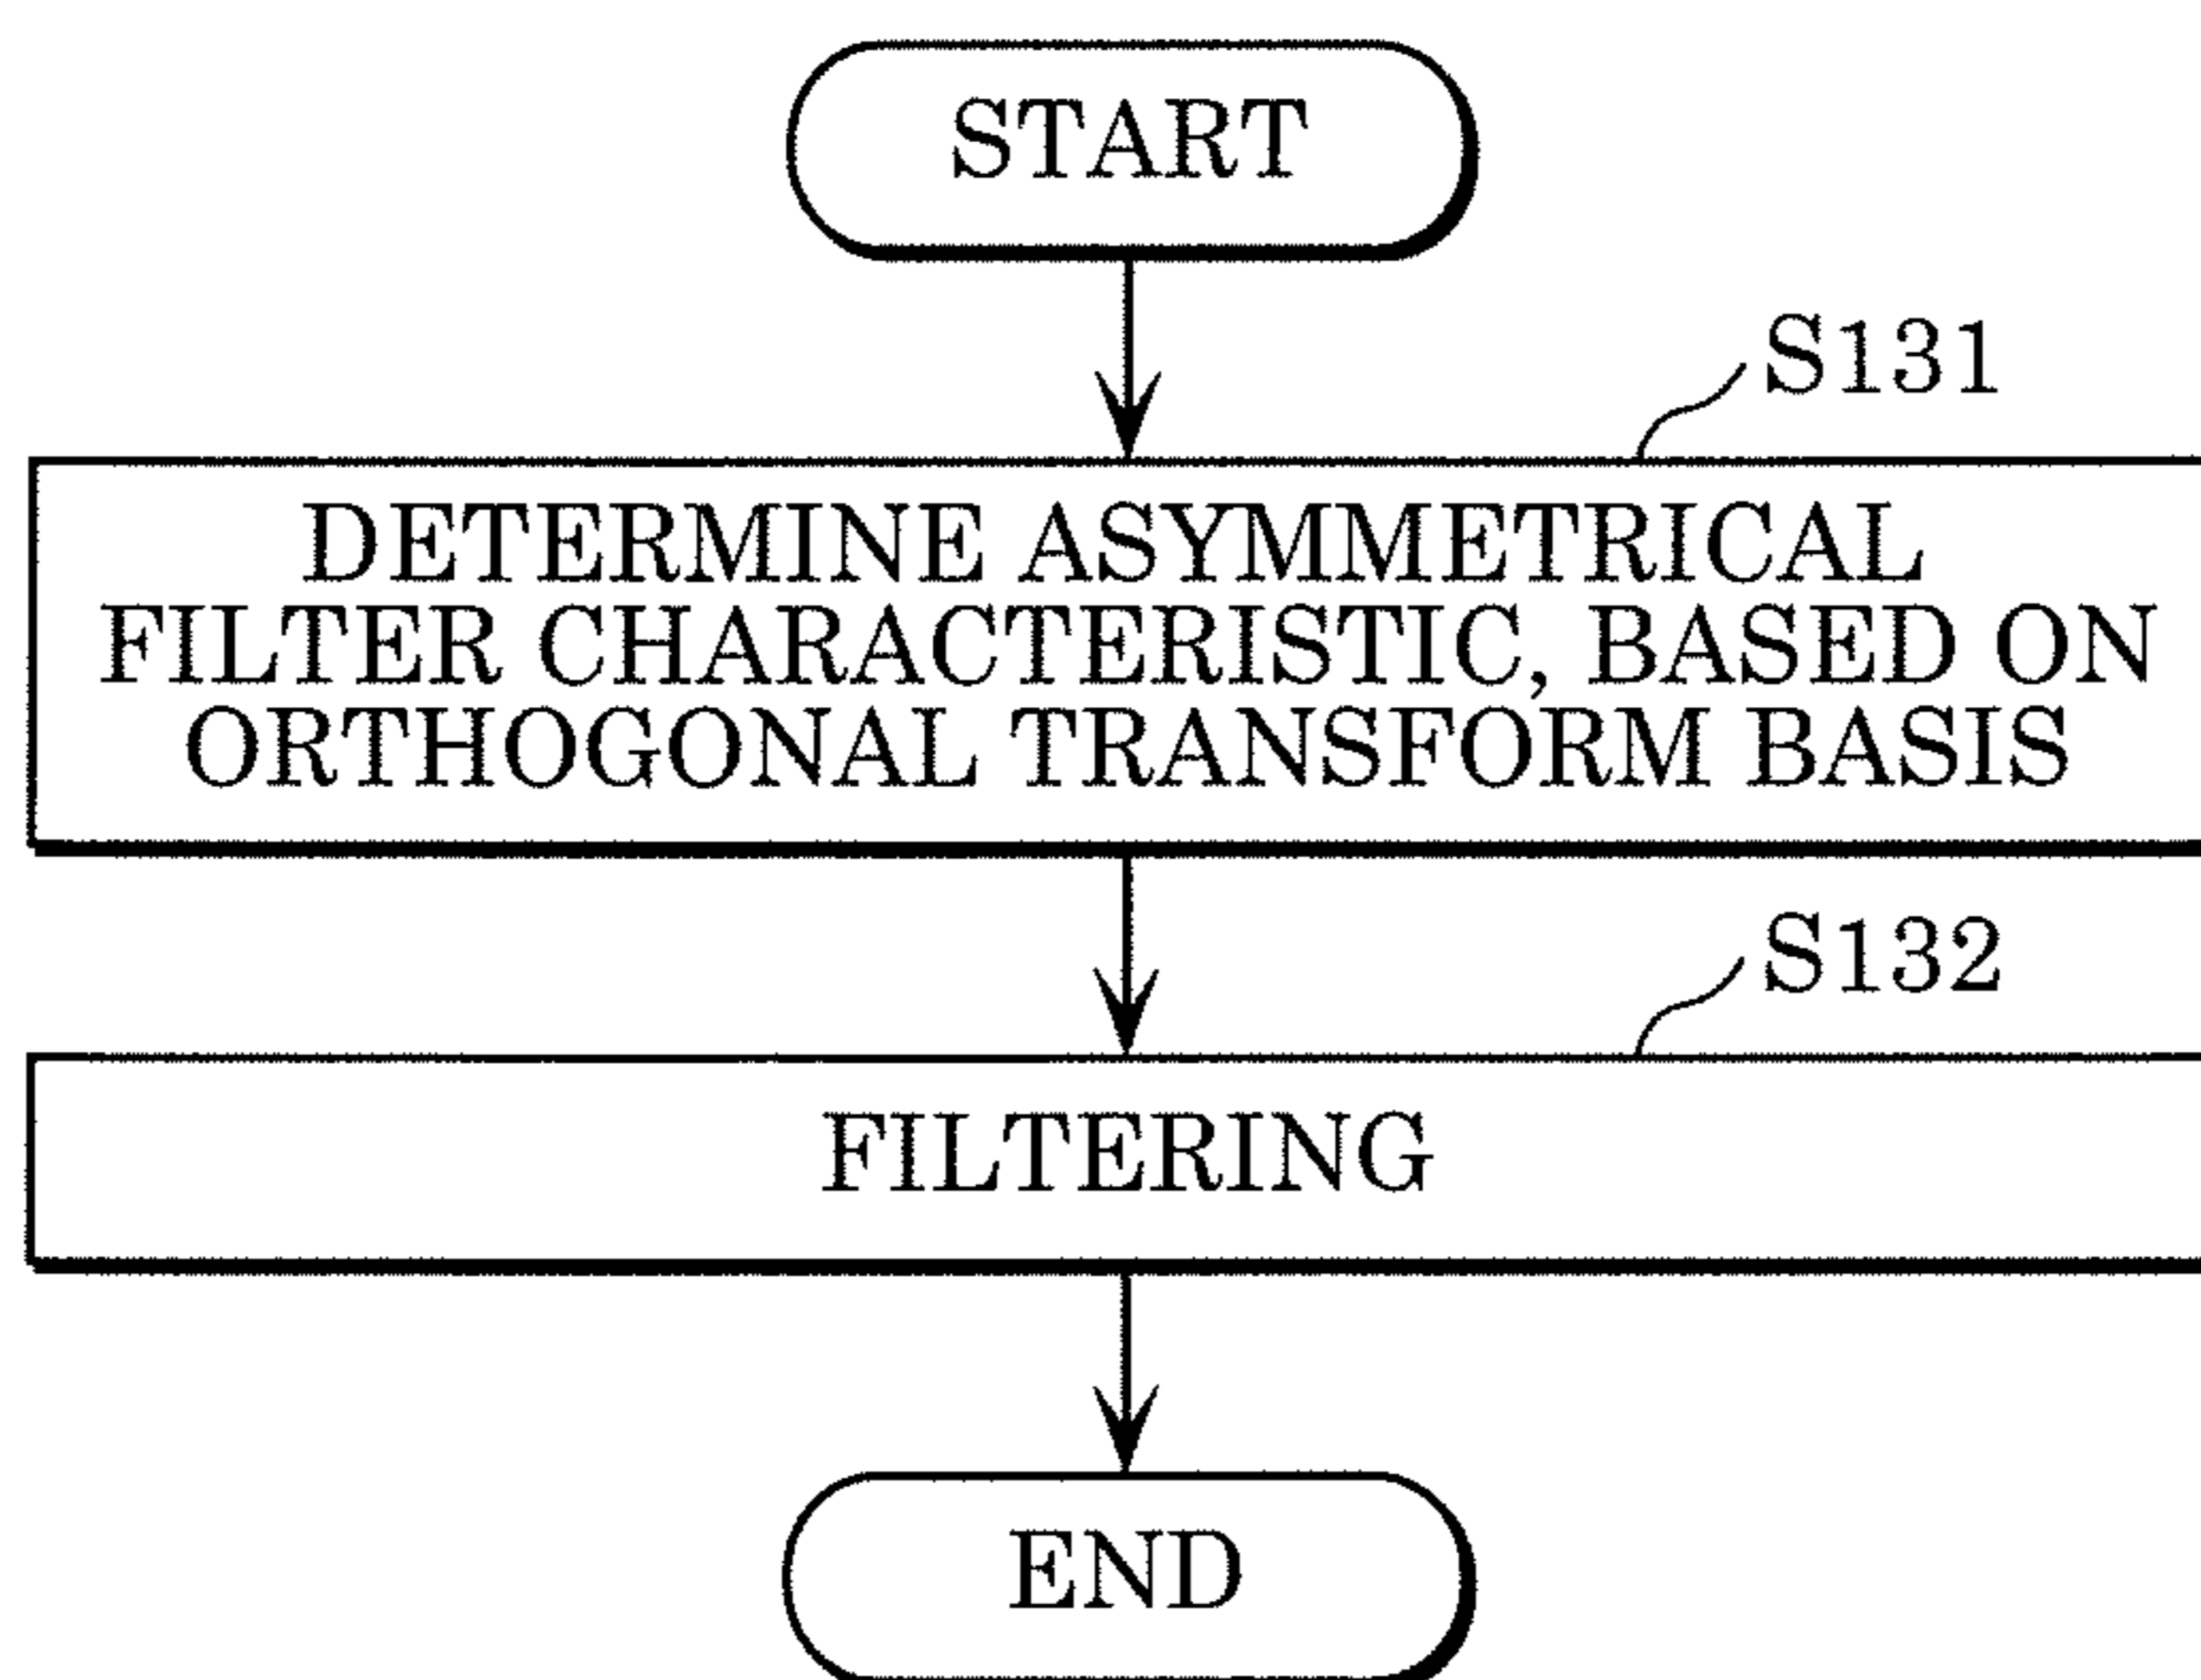 START
S131
DETERMINE ASYMMETRICAL
FILTER CHARACTERISTIC, BASED ON
ORTHOGONAL TRANSFORM BASIS
S132
FILTERING
END